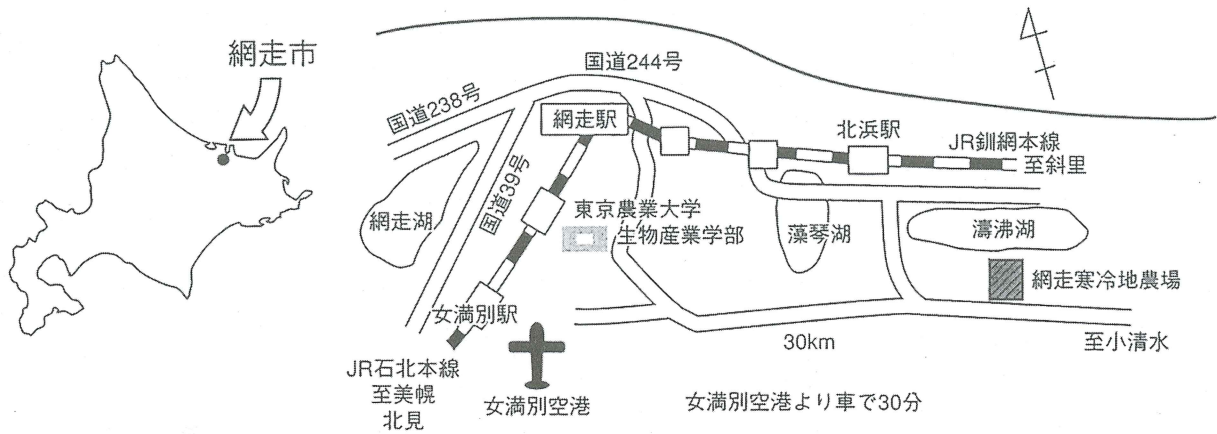 網走市
国道244号
国道238号
網走駅
北浜駅
JR釧網本線
至斜里
国道39号
網走湖
東京農業大学
生物産業学部
藻琴湖
濤沸湖
網走寒冷地農場
女満別駅
30km
至小清水
JR石北本線
至美幌
北見
女満別空港
女満別空港より車で30分